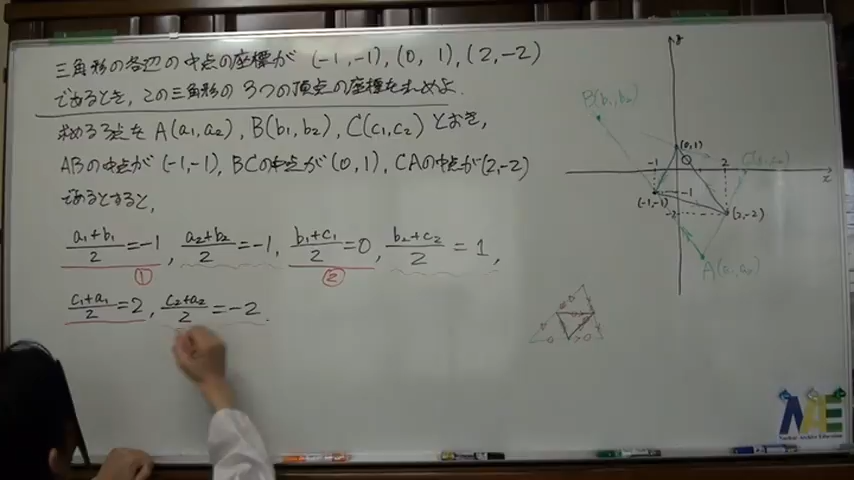 三角形の各辺の中点の座標が (-1,-1),(0, 1),(2,-2)
であるとき,この三角形の 3つの頂点の座標を求めよ.
求める3点を A(a₁,a₂), B(b₁,b₂), C(c₁,c₂) とおき,
ABの中点が (-1,-1), BCの中点が (0,1), CAの中点が(2,-2)
であるとすると,
(a₁+b₁)/2=-1, (a₂+b₂)/2=-1, (b₁+c₁)/2=0, (b₂+c₂)/2=1,
① ②
(c₁+a₁)/2=2, (c₂+a₂)/2=-2.
y
B(b₁,b₂)
(0,1)
C(c₁,c₂)
-1 O 2 x
(-1,-1) -1
-2 (2,-2)
A(a₁,a₂)
NAE